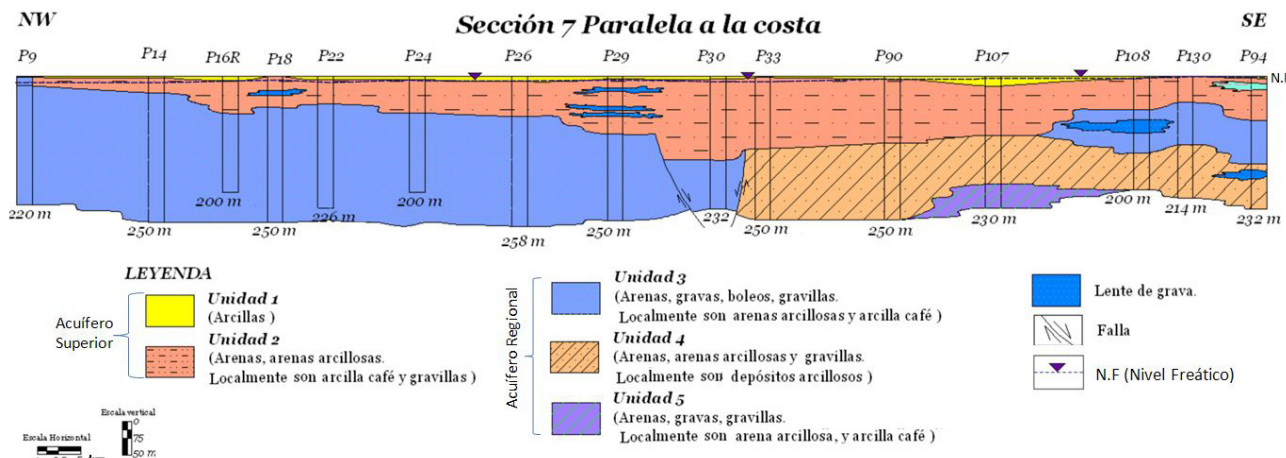 NW
Sección 7 Paralela a la costa
SE
P9 P14 P16R P18 P22 P24 P26 P29 P30 P33 P90 P107 P108 P130 P94
N.F
220 m 250 m 200 m 250 m 226 m 200 m 258 m 250 m 232 250 m 250 m 230 m 200 m 214 m 232 m
LEYENDA
Acuífero Superior
Unidad 1
(Arcillas )
Unidad 2
(Arenas, arenas arcillosas.
Localmente son arcilla café y gravillas )
Acuífero Regional
Unidad 3
(Arenas, gravas, boleos, gravillas.
Localmente son arenas arcillosas y arcilla café )
Unidad 4
(Arenas, arenas arcillosas y gravillas.
Localmente son depósitos arcillosos )
Unidad 5
(Arenas, gravas, gravillas.
Localmente son arena arcillosa, y arcilla café )
Lente de grava.
Falla
N.F (Nivel Freático)
Escala vertical
0
75
50 m
Escala Horizontal